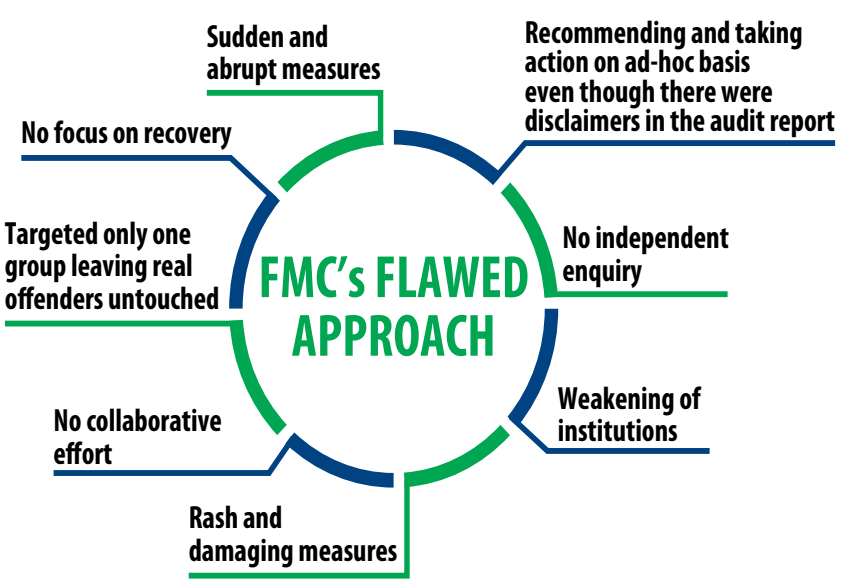 Sudden and
abrupt measures
Recommending and taking
action on ad-hoc basis
even though there were
disclaimers in the audit report
No focus on recovery
Targeted only one
group leaving real
offenders untouched
FMC's FLAWED
APPROACH
No independent
enquiry
No collaborative
effort
Weakening of
institutions
Rash and
damaging measures